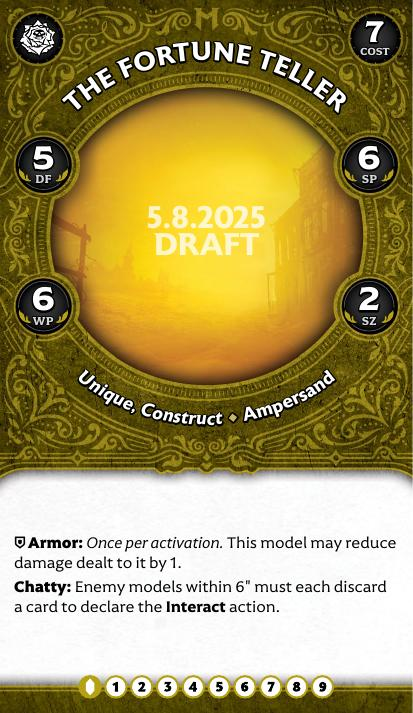 7
COST
THE FORTUNE TELLER
5
DF
6
SP
5.8.2025
DRAFT
6
WP
2
SZ
Unique, Construct ⬥ Ampersand
Armor: Once per activation. This model may reduce
damage dealt to it by 1.
Chatty: Enemy models within 6" must each discard
a card to declare the Interact action.
1 2 3 4 5 6 7 8 9